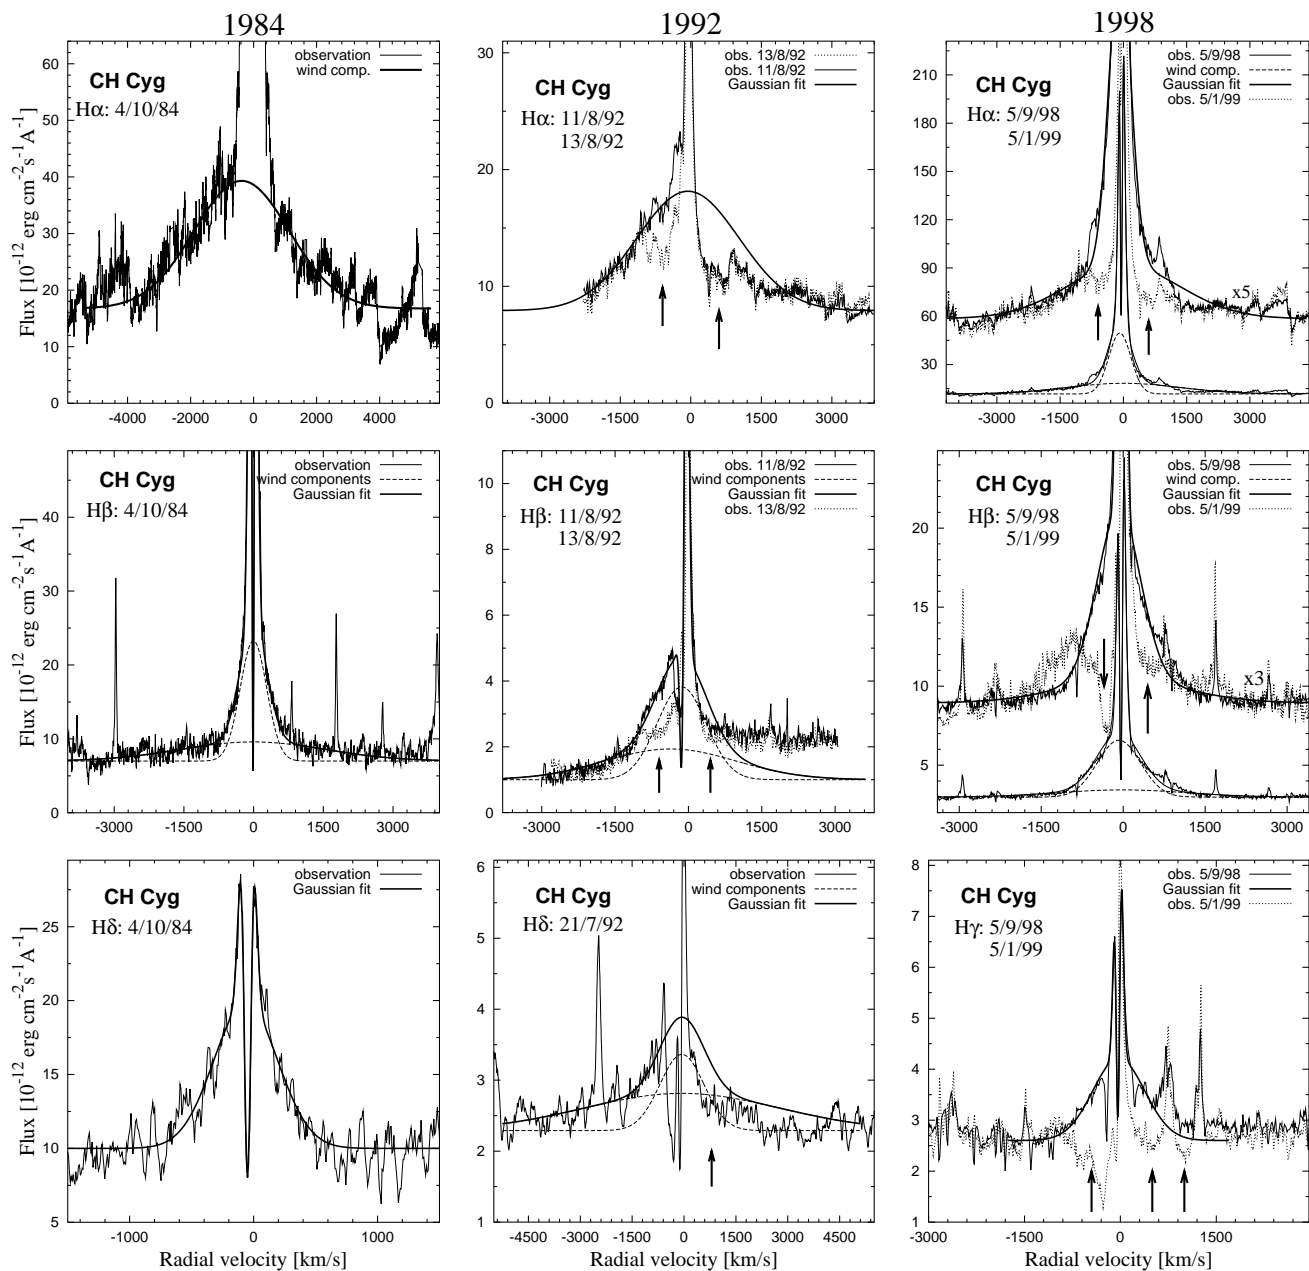 1984
1992
1998
60
50
40
30
20
10
0
-4000
-2000
0
2000
4000
Flux [10-12 erg cm-2s-1A-1]
CH Cyg
Hα: 4/10/84
observation
wind comp.
30
20
10
0
-3000
-1500
0
1500
3000
CH Cyg
Hα: 11/8/92
13/8/92
obs. 13/8/92
obs. 11/8/92
Gaussian fit
210
180
150
120
90
60
30
-3000
-1500
0
1500
3000
CH Cyg
Hα: 5/9/98
5/1/99
obs. 5/9/98
wind comp.
Gaussian fit
obs. 5/1/99
x5
40
30
20
10
0
-3000
-1500
0
1500
3000
Flux [10-12 erg cm-2s-1A-1]
CH Cyg
Hβ: 4/10/84
observation
wind components
Gaussian fit
10
8
6
4
2
0
-3000
-1500
0
1500
3000
CH Cyg
Hβ: 11/8/92
13/8/92
obs. 11/8/92
wind components
Gaussian fit
obs. 13/8/92
20
15
10
5
-3000
-1500
0
1500
3000
CH Cyg
Hβ: 5/9/98
5/1/99
obs. 5/9/98
wind comp.
Gaussian fit
obs. 5/1/99
x3
25
20
15
10
5
-1000
0
1000
Flux [10-12 erg cm-2s-1A-1]
Radial velocity [km/s]
CH Cyg
Hδ: 4/10/84
observation
Gaussian fit
6
5
4
3
2
1
-4500
-3000
-1500
0
1500
3000
4500
Radial velocity [km/s]
CH Cyg
Hδ: 21/7/92
observation
wind components
Gaussian fit
8
7
6
5
4
3
2
1
-3000
-1500
0
1500
Radial velocity [km/s]
CH Cyg
Hγ: 5/9/98
5/1/99
obs. 5/9/98
Gaussian fit
obs. 5/1/99